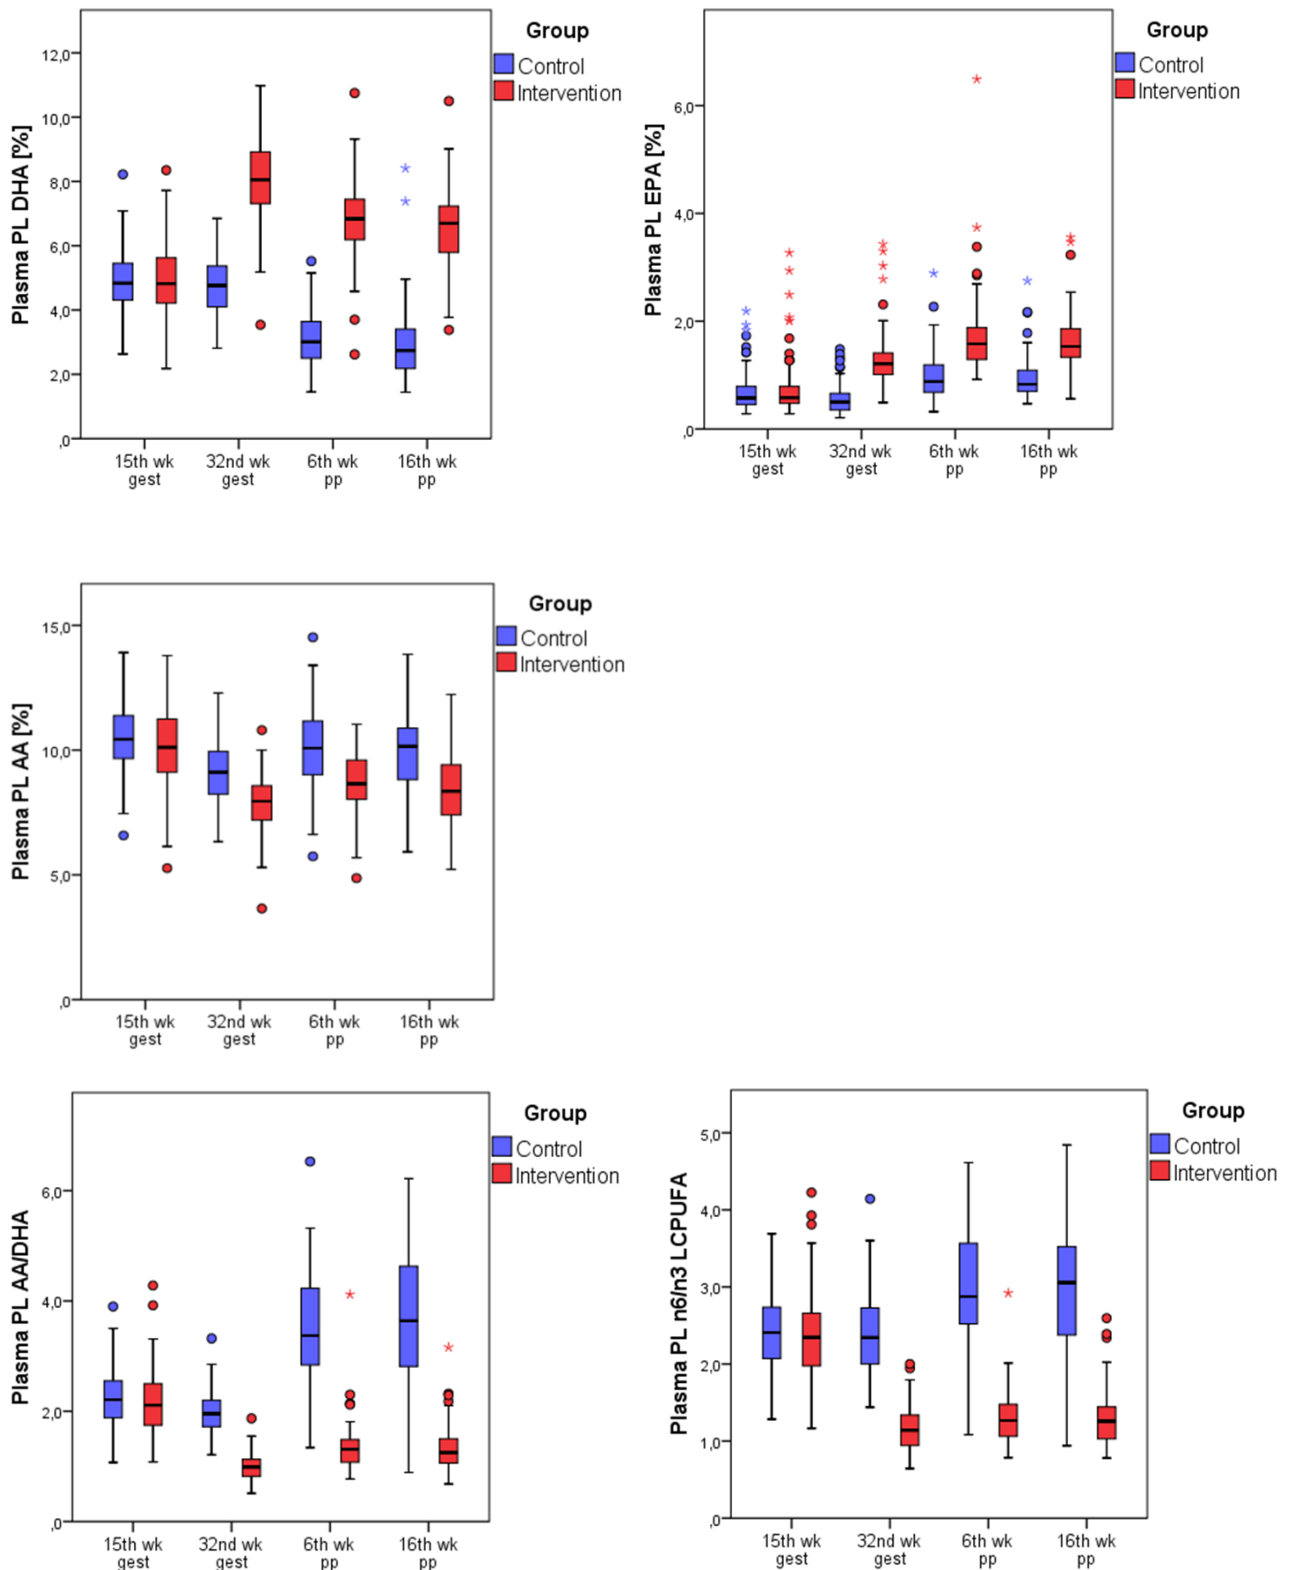 Group
Control
Intervention
Plasma PL DHA [%]
12,0
10,0
8,0
6,0
4,0
2,0
,0
15th wk gest
32nd wk gest
6th wk pp
16th wk pp
Group
Control
Intervention
Plasma PL EPA [%]
6,0
4,0
2,0
,0
15th wk gest
32nd wk gest
6th wk pp
16th wk pp
Group
Control
Intervention
Plasma PL AA [%]
15,0
10,0
5,0
,0
15th wk gest
32nd wk gest
6th wk pp
16th wk pp
Group
Control
Intervention
Plasma PL AA/DHA
6,0
4,0
2,0
,0
15th wk gest
32nd wk gest
6th wk pp
16th wk pp
Group
Control
Intervention
Plasma PL n6/n3 LCPUFA
5,0
4,0
3,0
2,0
1,0
,0
15th wk gest
32nd wk gest
6th wk pp
16th wk pp